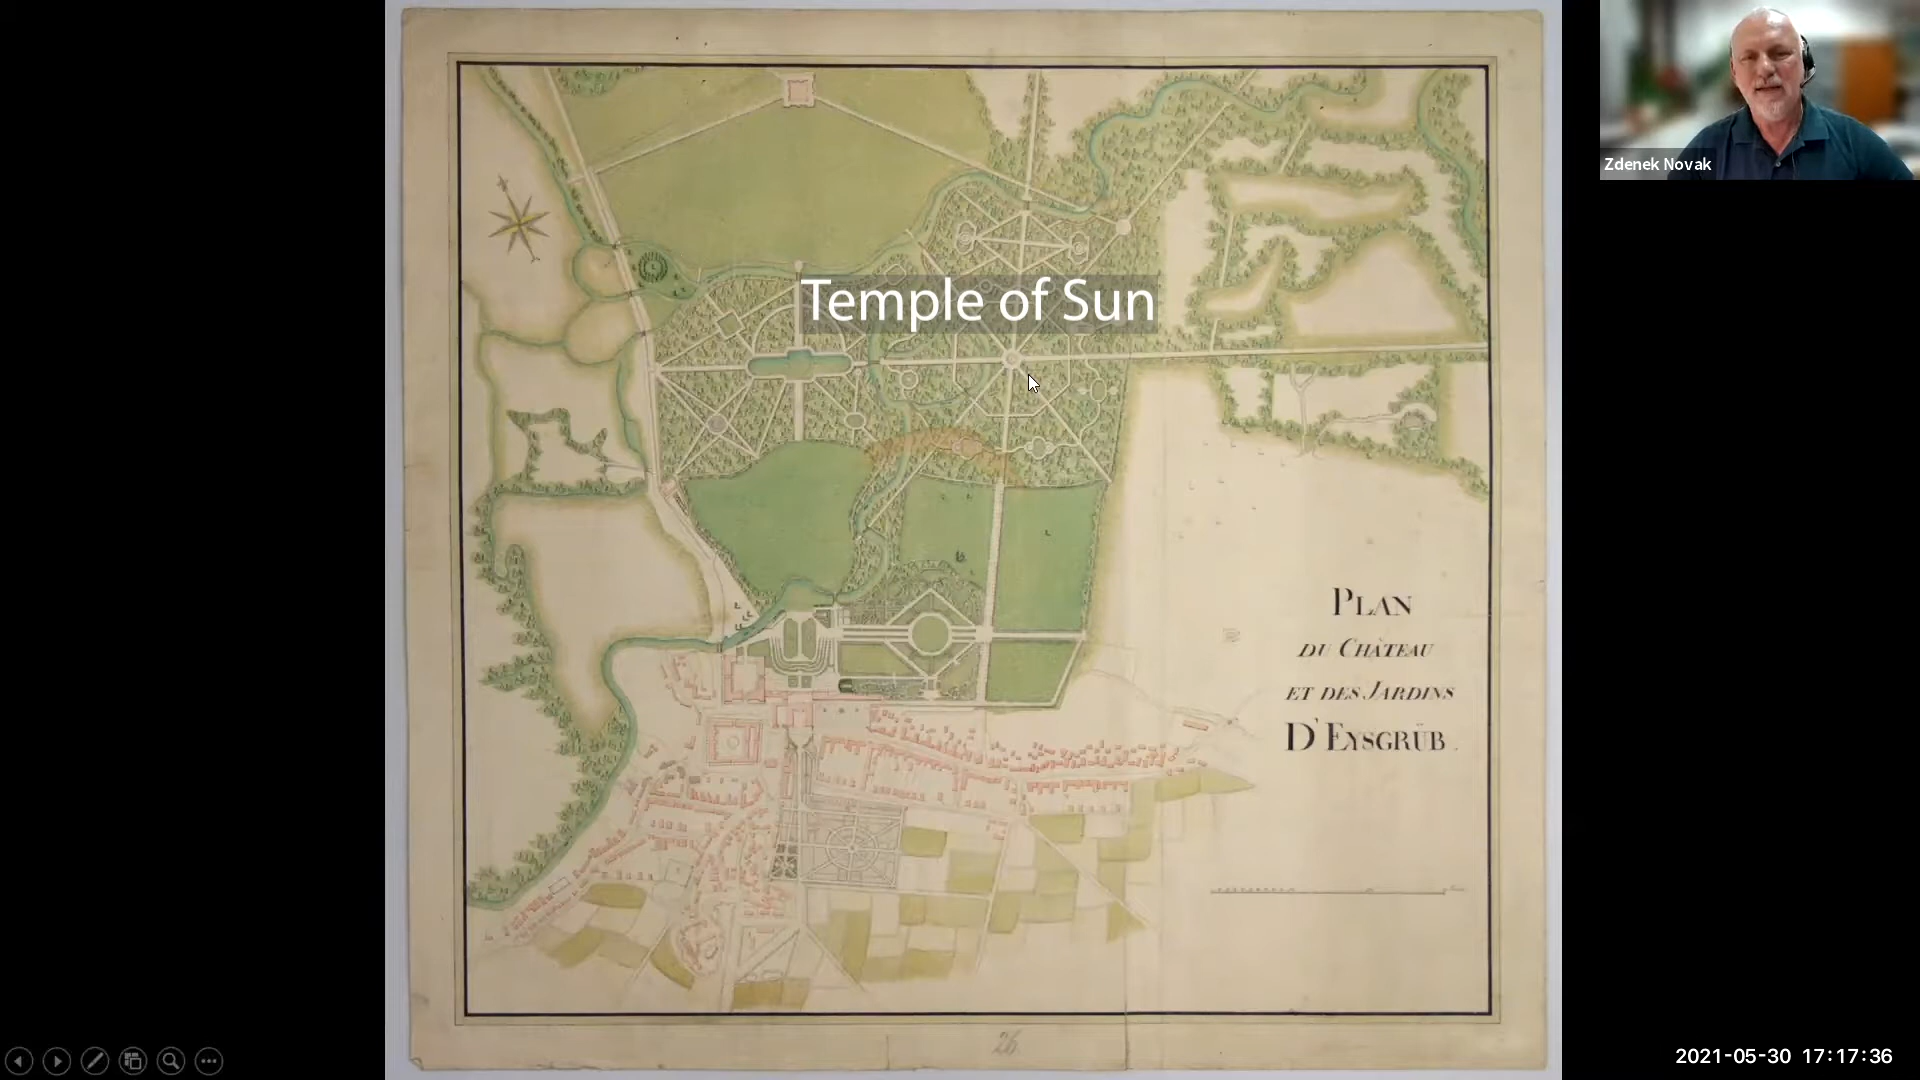 Temple of Sun
Zdenek Novak
PLAN
DU CHÂTEAU
ET DES JARDINS
D'EYSGRÜB.
26
2021-05-30 17:17:36